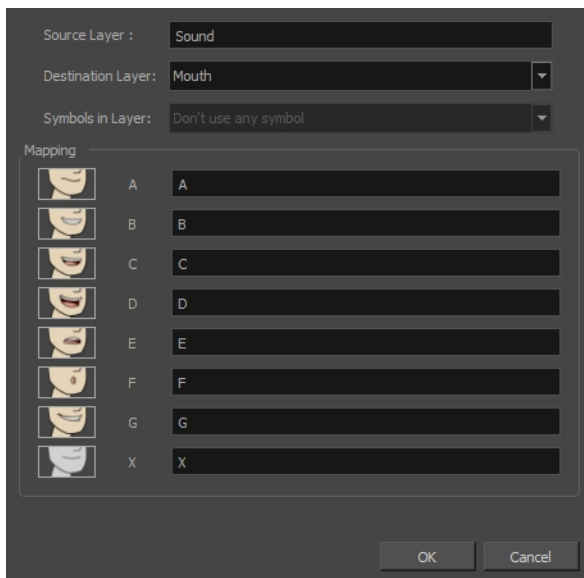 Source Layer : Sound
Destination Layer: Mouth
Symbols in Layer: Don't use any symbol
Mapping
A A
B B
C C
D D
E E
F F
G G
X X
OK Cancel